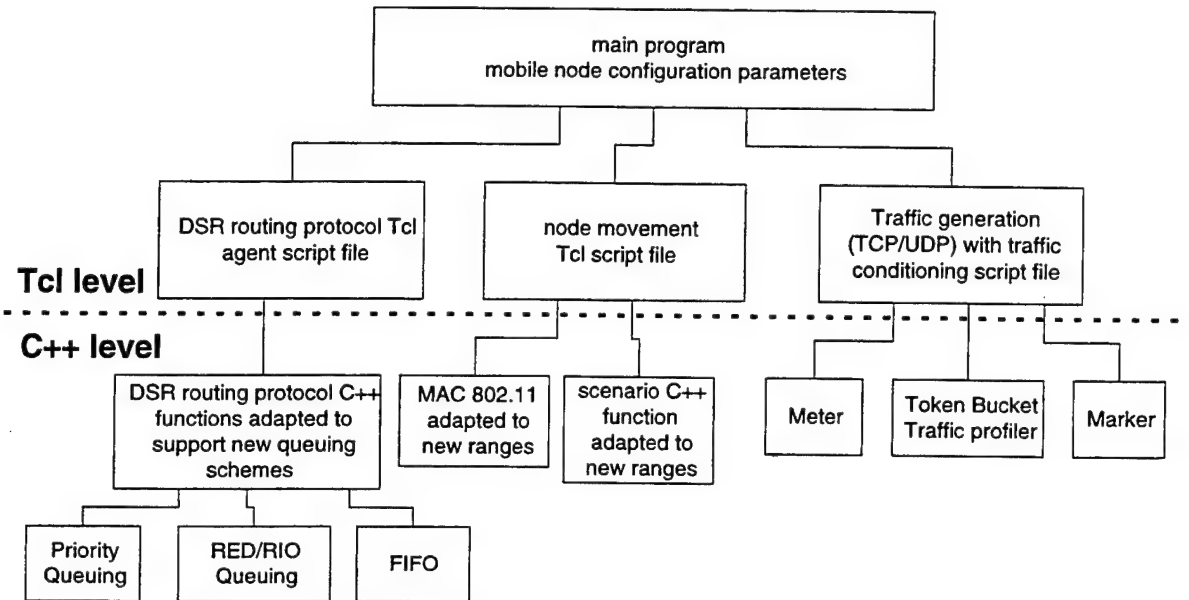 main program
mobile node configuration parameters
DSR routing protocol Tcl
agent script file
node movement
Tcl script file
Traffic generation
(TCP/UDP) with traffic
conditioning script file
Tcl level
C++ level
DSR routing protocol C++
functions adapted to
support new queuing
schemes
MAC 802.11
adapted to
new ranges
scenario C++
function
adapted to
new ranges
Meter
Token Bucket
Traffic profiler
Marker
Priority
Queuing
RED/RIO
Queuing
FIFO